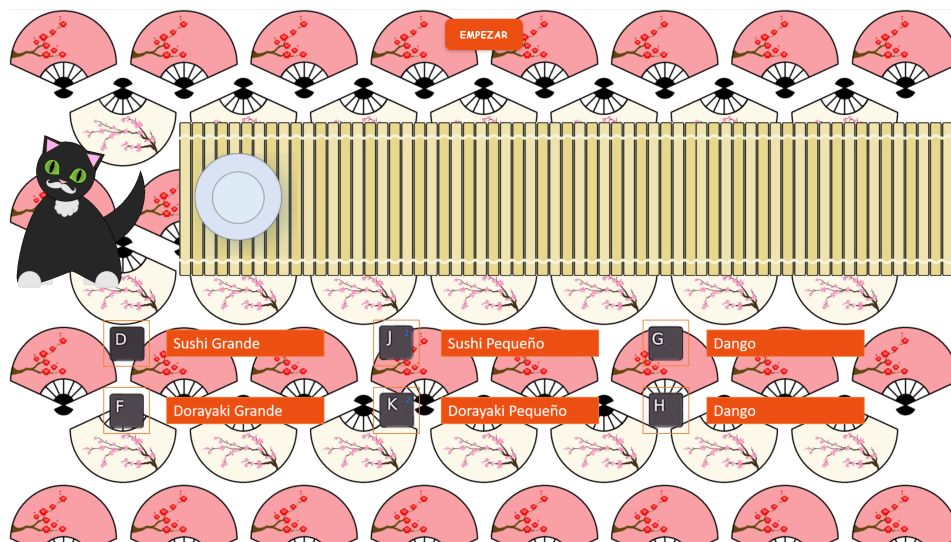 EMPEZAR
D Sushi Grande J Sushi Pequeño G Dango
F Dorayaki Grande K Dorayaki Pequeño H Dango